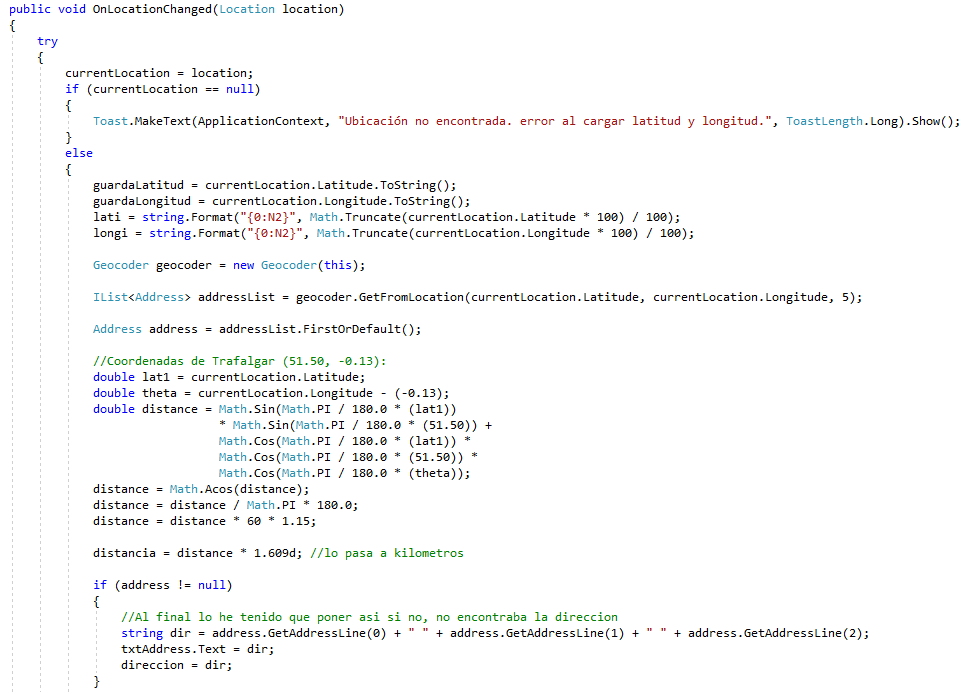 public void OnLocationChanged(Location location)
{
    try
    {
        currentLocation = location;
        if (currentLocation == null)
        {
            Toast.MakeText(ApplicationContext, "Ubicación no encontrada. error al cargar latitud y longitud.", ToastLength.Long).Show();
        }
        else
        {
            guardaLatitud = currentLocation.Latitude.ToString();
            guardaLongitud = currentLocation.Longitude.ToString();
            lati = string.Format("{0:N2}", Math.Truncate(currentLocation.Latitude * 100) / 100);
            longi = string.Format("{0:N2}", Math.Truncate(currentLocation.Longitude * 100) / 100);

            Geocoder geocoder = new Geocoder(this);

            IList<Address> addressList = geocoder.GetFromLocation(currentLocation.Latitude, currentLocation.Longitude, 5);

            Address address = addressList.FirstOrDefault();

            //Coordenadas de Trafalgar (51.50, -0.13):
            double lat1 = currentLocation.Latitude;
            double theta = currentLocation.Longitude - (-0.13);
            double distance = Math.Sin(Math.PI / 180.0 * (lat1))
                              * Math.Sin(Math.PI / 180.0 * (51.50)) +
                              Math.Cos(Math.PI / 180.0 * (lat1)) *
                              Math.Cos(Math.PI / 180.0 * (51.50)) *
                              Math.Cos(Math.PI / 180.0 * (theta));
            distance = Math.Acos(distance);
            distance = distance / Math.PI * 180.0;
            distance = distance * 60 * 1.15;

            distancia = distance * 1.609d; //lo pasa a kilometros

            if (address != null)
            {
                //Al final lo he tenido que poner asi si no, no encontraba la direccion
                string dir = address.GetAddressLine(0) + " " + address.GetAddressLine(1) + " " + address.GetAddressLine(2);
                txtAddress.Text = dir;
                direccion = dir;
            }